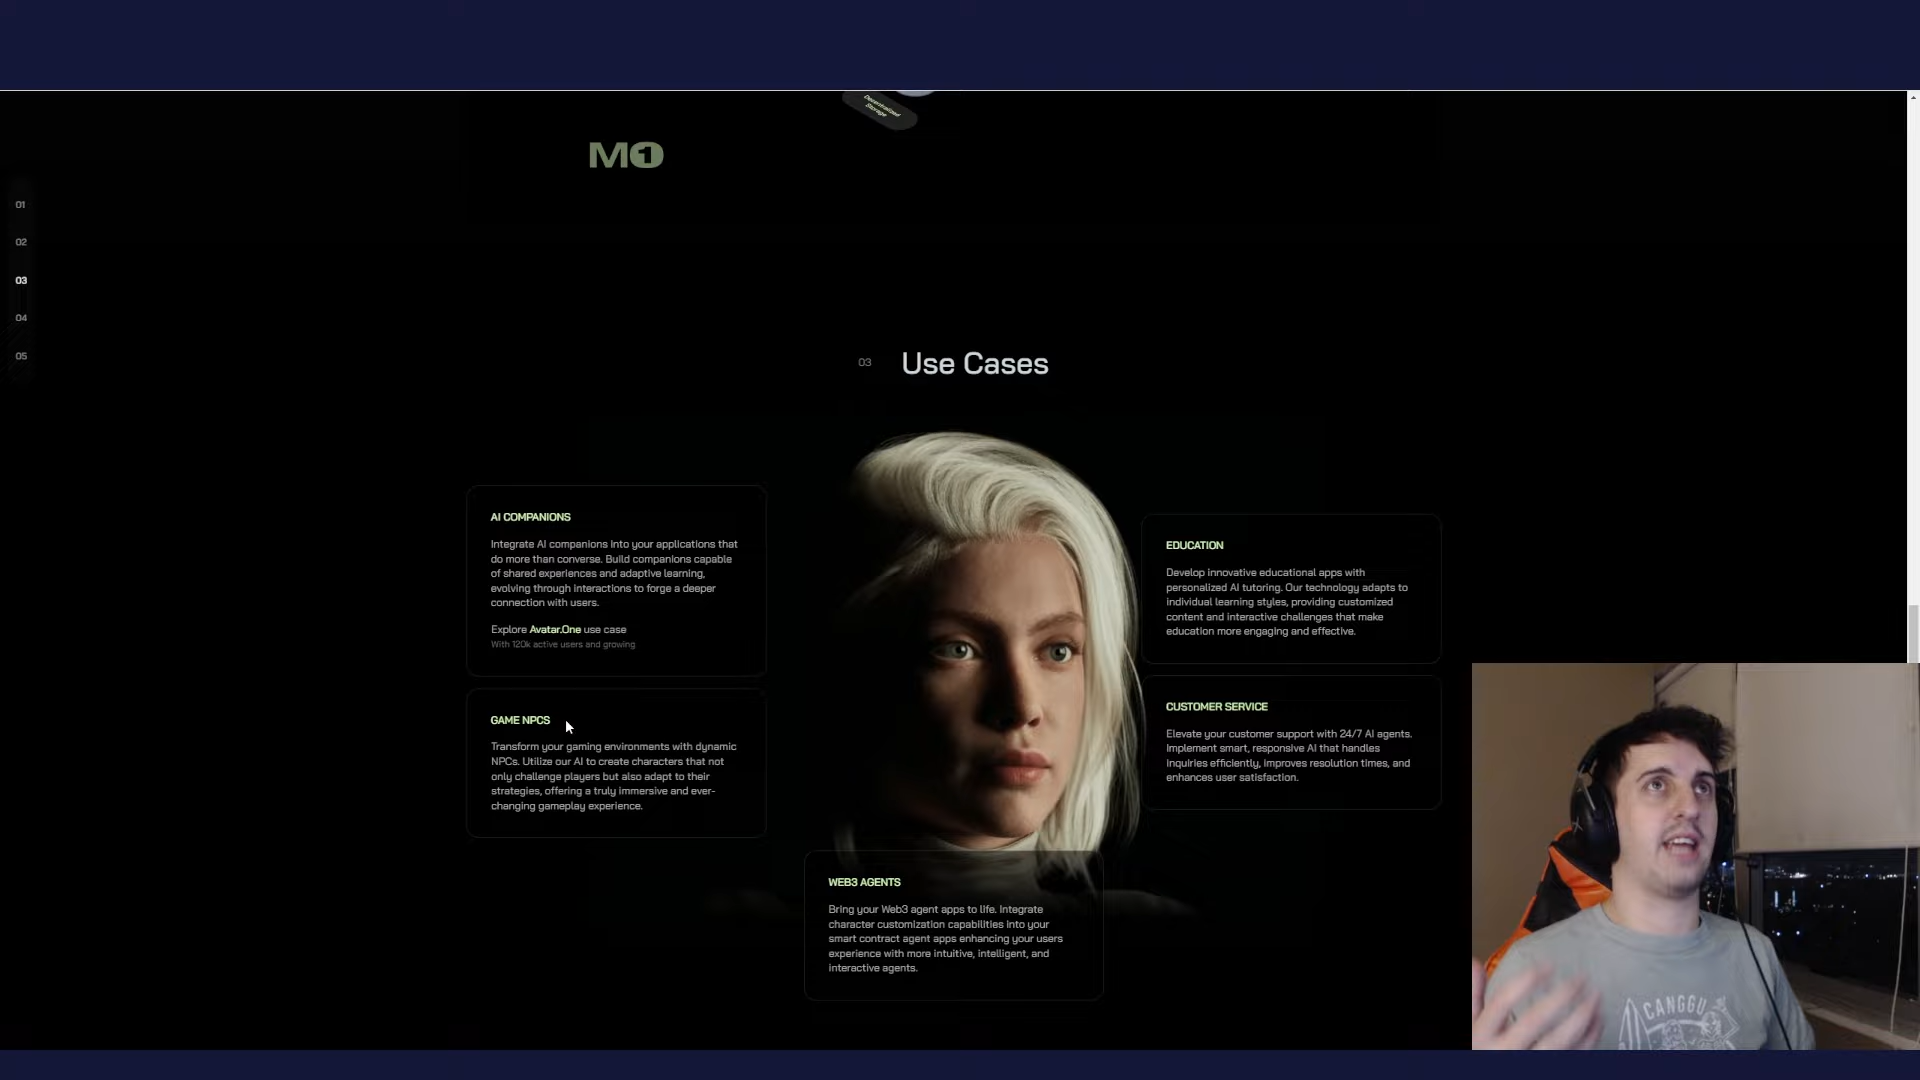 Decentralized
Storage
M1
01
02
03
04
05
03 Use Cases
AI COMPANIONS
Integrate AI companions into your applications that
do more than converse. Build companions capable
of shared experiences and adaptive learning,
evolving through interactions to forge a deeper
connection with users.
Explore Avatar.One use case
With 120k active users and growing
GAME NPCS
Transform your gaming environments with dynamic
NPCs. Utilize our AI to create characters that not
only challenge players but also adapt to their
strategies, offering a truly immersive and ever-
changing gameplay experience.
EDUCATION
Develop innovative educational apps with
personalized AI tutoring. Our technology adapts to
individual learning styles, providing customized
content and interactive challenges that make
education more engaging and effective.
CUSTOMER SERVICE
Elevate your customer support with 24/7 AI agents.
Implement smart, responsive AI that handles
inquiries efficiently, improves resolution times, and
enhances user satisfaction.
WEB3 AGENTS
Bring your Web3 agent apps to life. Integrate
character customization capabilities into your
smart contract agent apps enhancing your users
experience with more intuitive, intelligent, and
interactive agents.
CANGGU